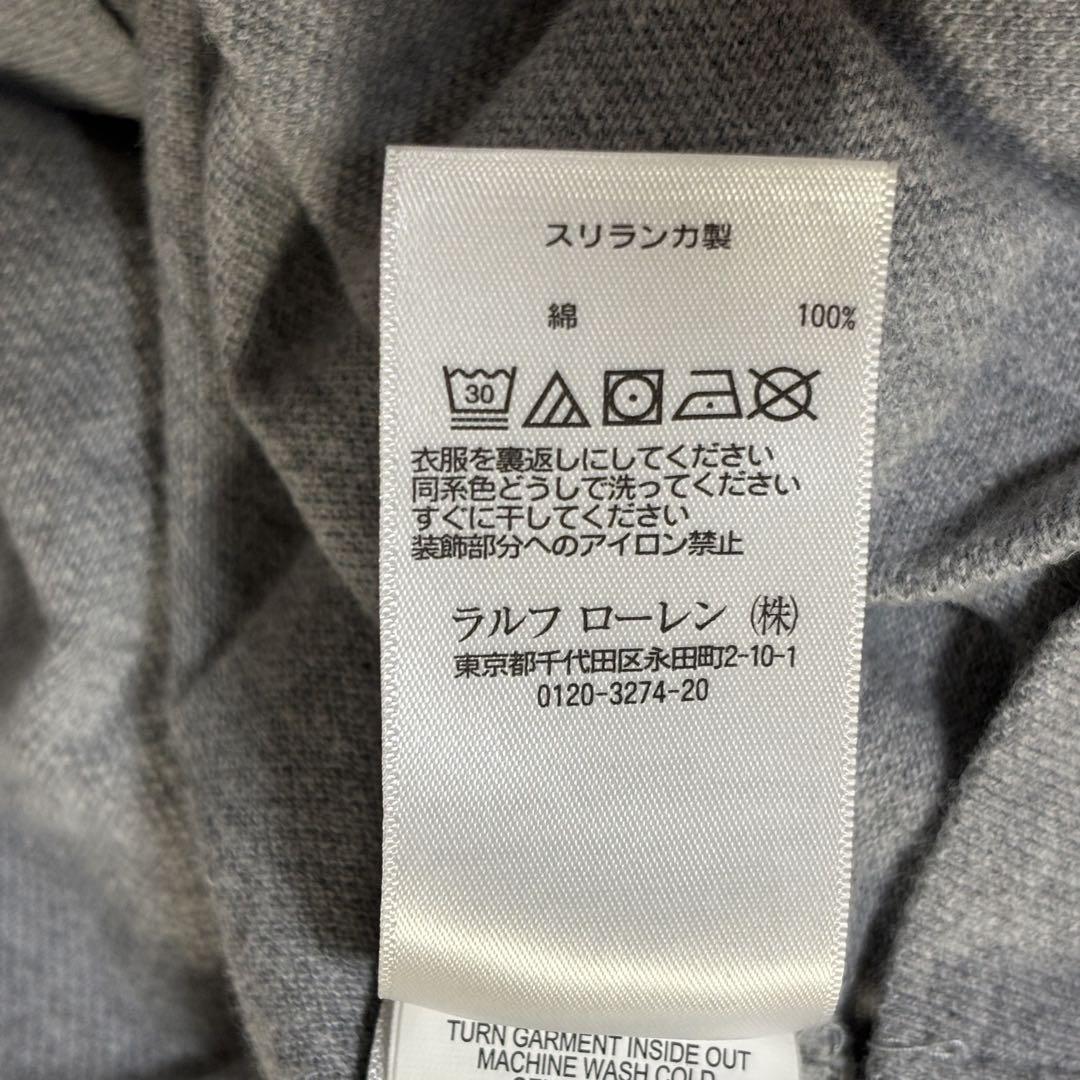 スリランカ製
綿 100%
30
衣服を裏返しにしてください
同系色どうしで洗ってください
すぐに干してください
装飾部分へのアイロン禁止
ラルフ ローレン (株)
東京都千代田区永田町2-10-1
0120-3274-20
TURN GARMENT INSIDE OUT
MACHINE WASH COLD